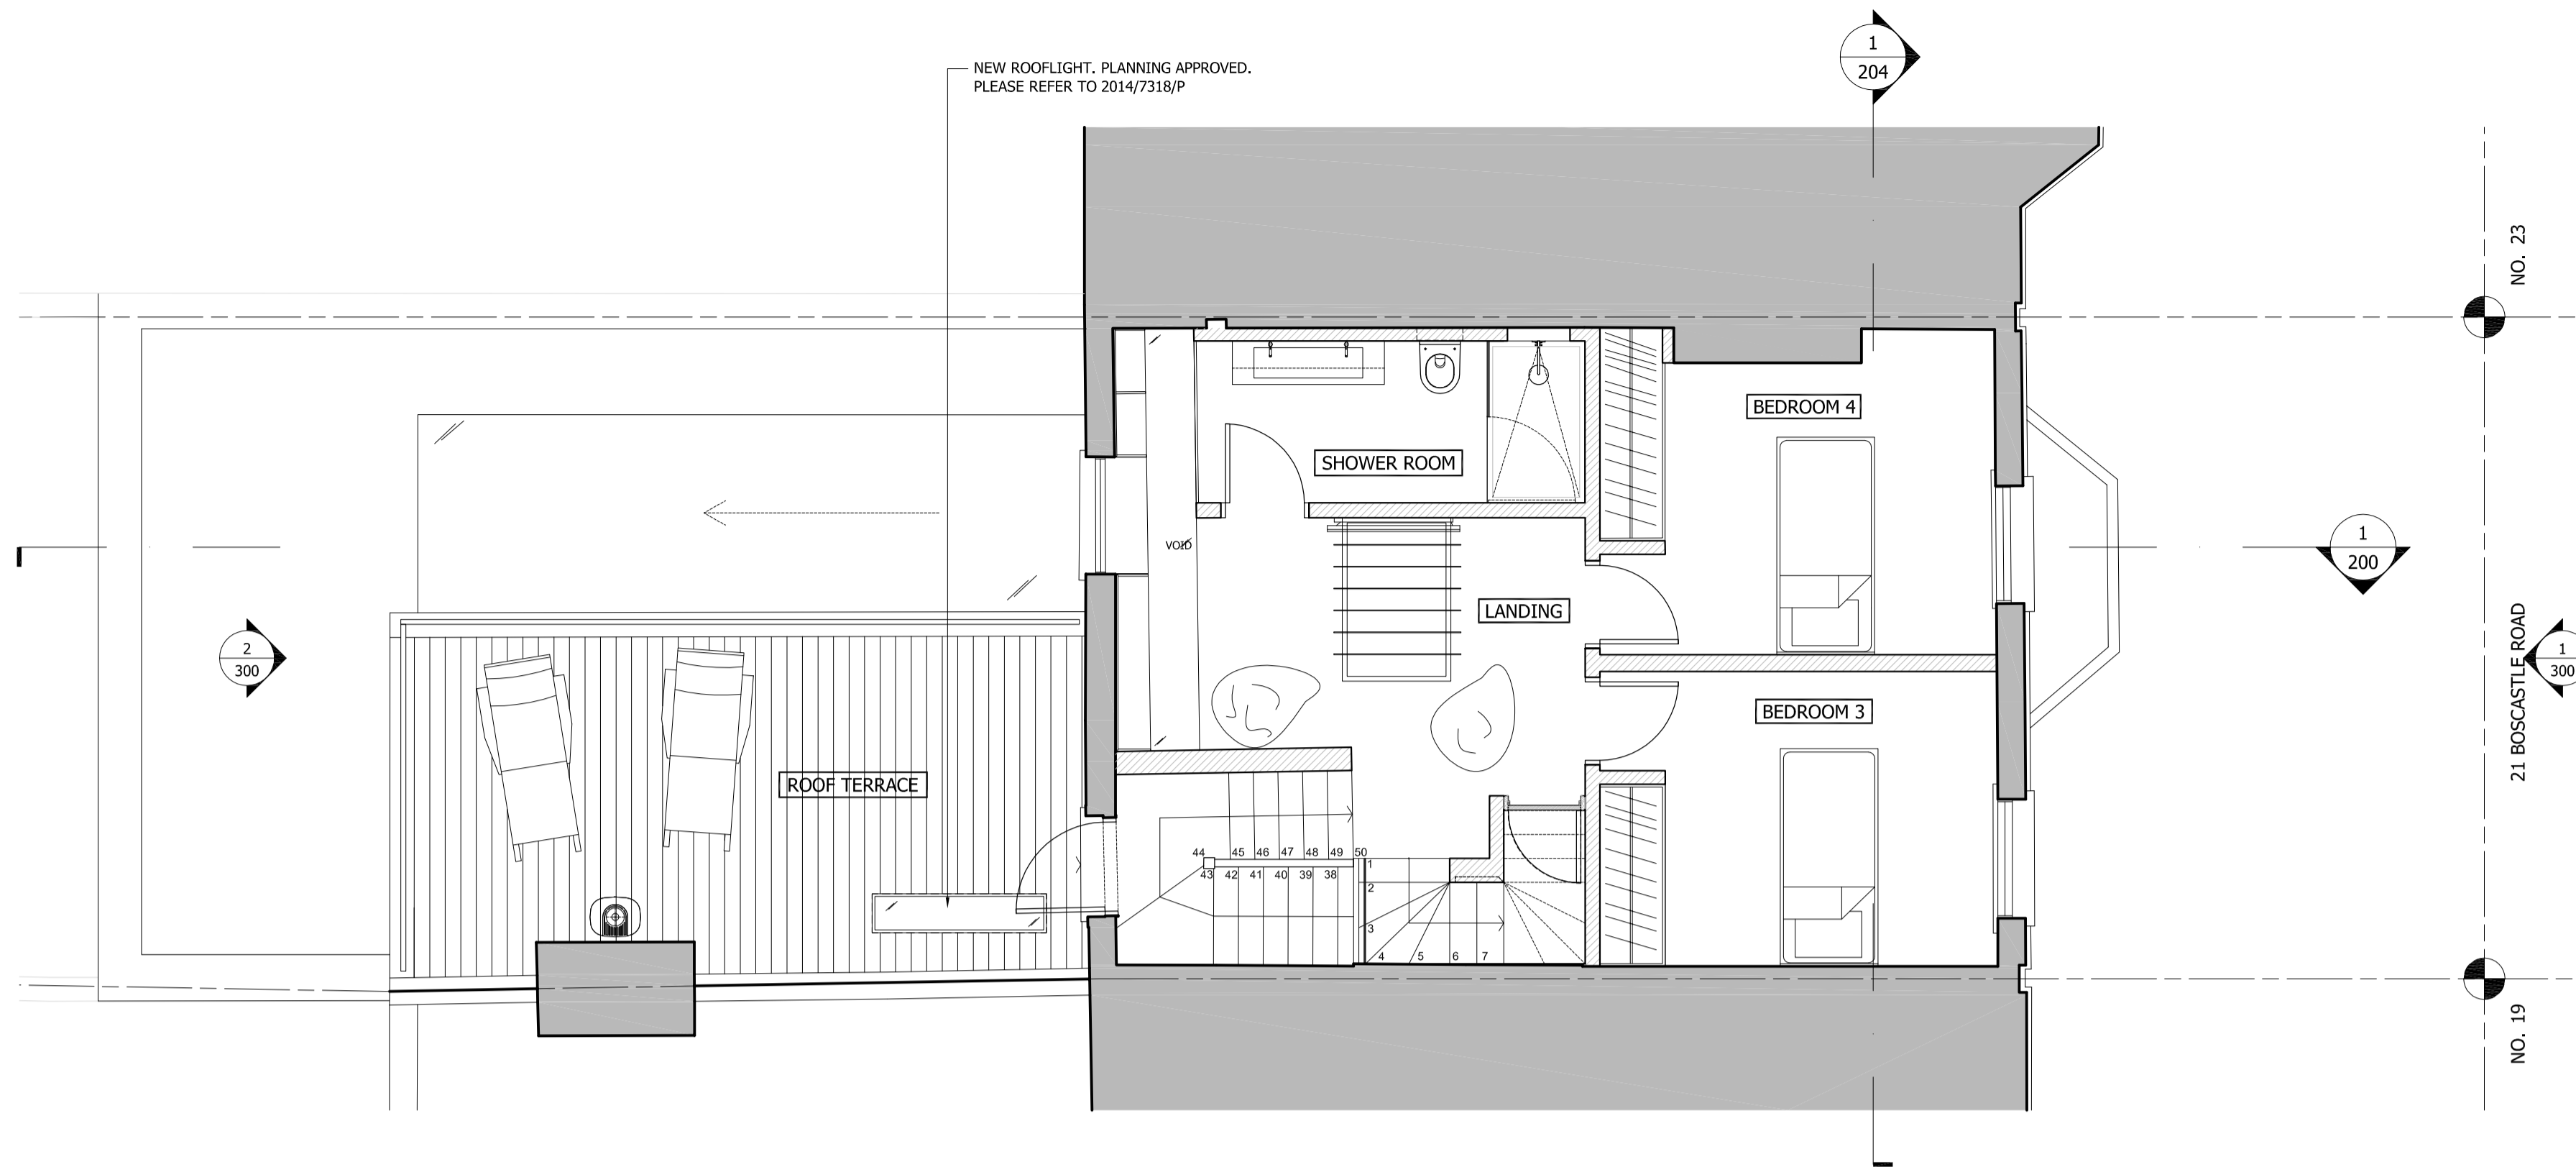 1
204
NEW ROOFLIGHT. PLANNING APPROVED.
PLEASE REFER TO 2014/7318/P
NO. 23
BEDROOM 4
SHOWER ROOM
VOID
1
200
LANDING
2
300
21 BOSCASTLE ROAD
1
300
BEDROOM 3
ROOF TERRACE
44 45 46 47 48 49 50
43 42 41 40 39 38
1
2
3
4 5 6 7
NO. 19